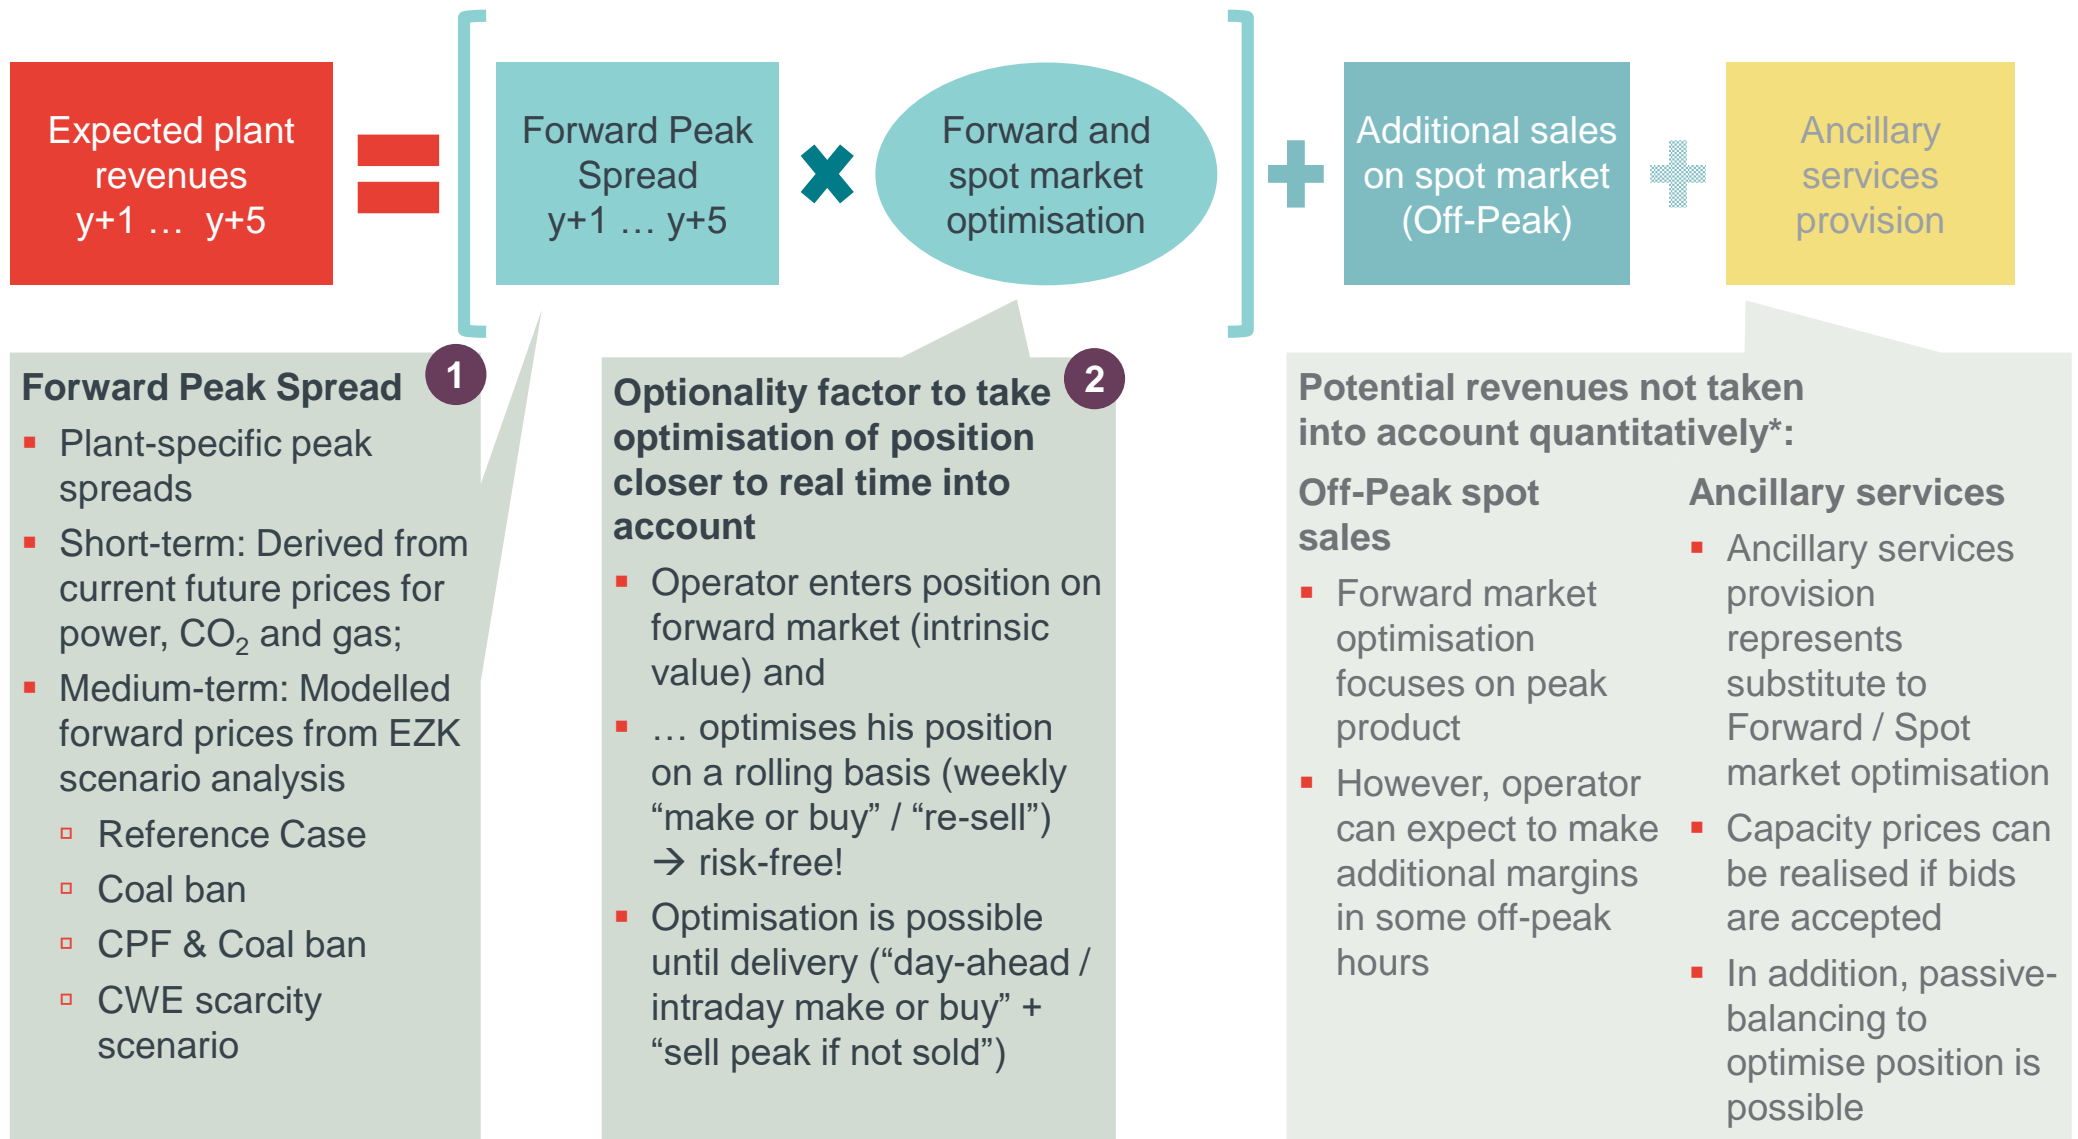 Expected plant
revenues
y+1 … y+5
Forward Peak
Spread
y+1 … y+5
Forward and
spot market
optimisation
Additional sales
on spot market
(Off-Peak)
Ancillary
services
provision
Forward Peak Spread
1
▪ Plant-specific peak
spreads
▪ Short-term: Derived from
current future prices for
power, CO2 and gas;
▪ Medium-term: Modelled
forward prices from EZK
scenario analysis
▫ Reference Case
▫ Coal ban
▫ CPF & Coal ban
▫ CWE scarcity
scenario
Optionality factor to take
2
optimisation of position
closer to real time into
account
▪ Operator enters position on
forward market (intrinsic
value) and
▪ … optimises his position
on a rolling basis (weekly
“make or buy” / “re-sell”)
→ risk-free!
▪ Optimisation is possible
until delivery (“day-ahead /
intraday make or buy” +
“sell peak if not sold”)
Potential revenues not taken
into account quantitatively*:
Off-Peak spot
sales
▪ Forward market
optimisation
focuses on peak
product
▪ However, operator
can expect to make
additional margins
in some off-peak
hours
Ancillary services
▪ Ancillary services
provision
represents
substitute to
Forward / Spot
market optimisation
▪ Capacity prices can
be realised if bids
are accepted
▪ In addition, passive-
balancing to
optimise position is
possible